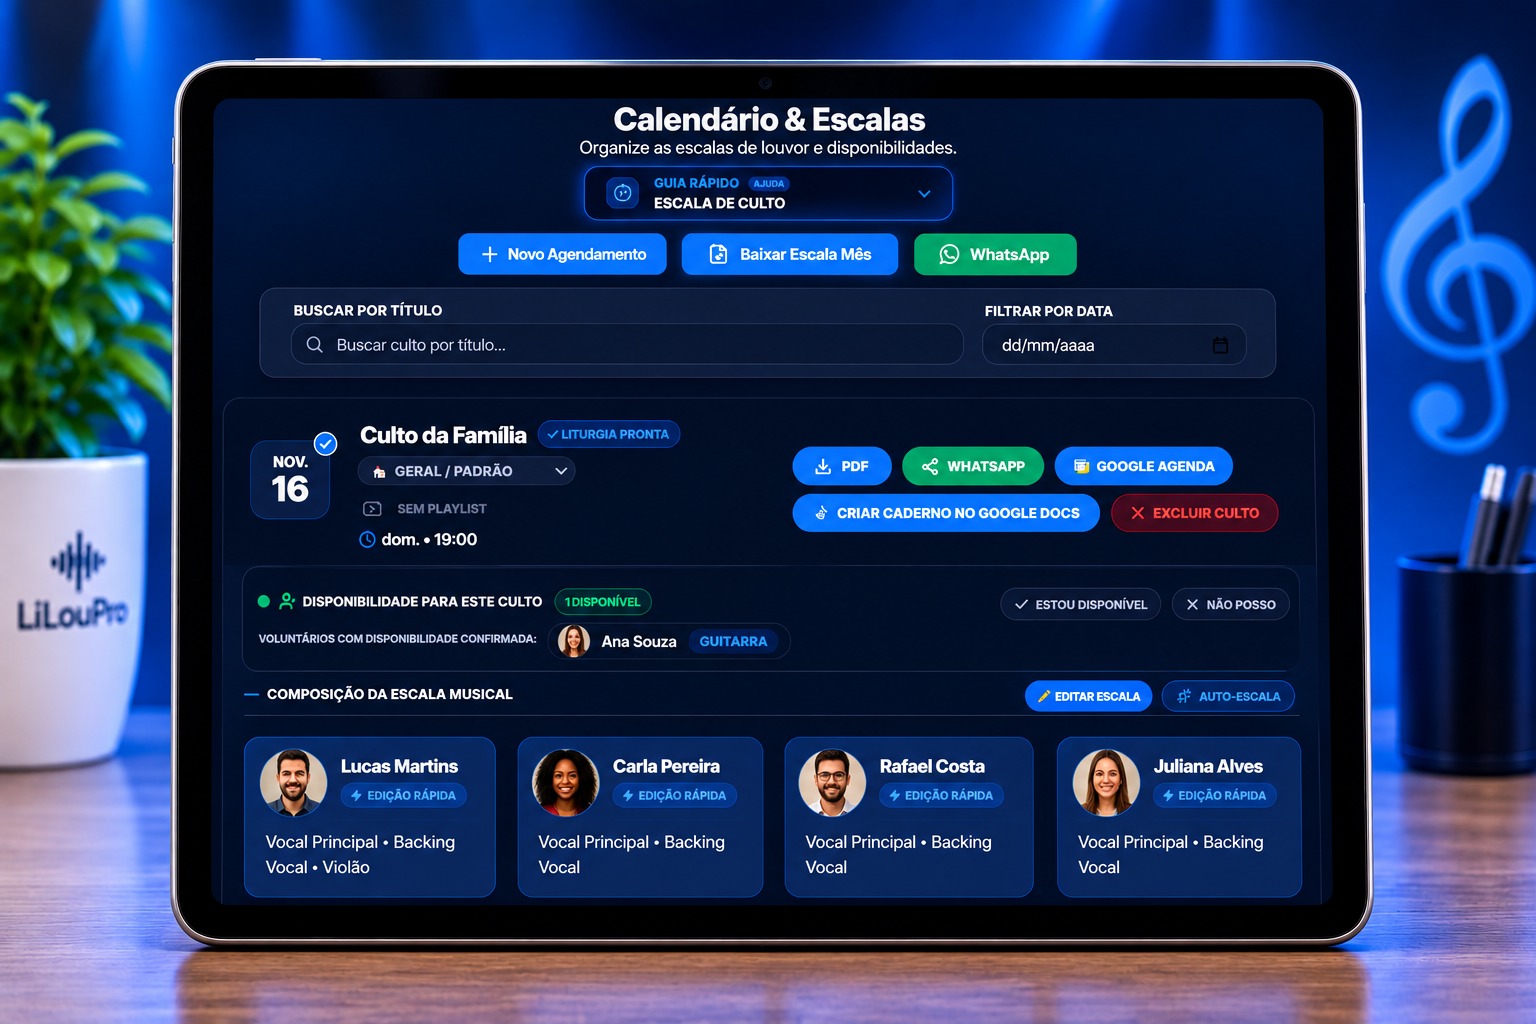 Calendário & Escalas
Organize as escalas de louvor e disponibilidades.
GUIA RÁPIDO AJUDA
ESCALA DE CULTO
Novo Agendamento
Baixar Escala Mês
WhatsApp
BUSCAR POR TÍTULO
FILTRAR POR DATA
Buscar culto por título...
dd/mm/aaaa
NOV.
16
Culto da Família
LITURGIA PRONTA
GERAL / PADRÃO
SEM PLAYLIST
dom. • 19:00
PDF
WHATSAPP
GOOGLE AGENDA
CRIAR CADERNO NO GOOGLE DOCS
EXCLUIR CULTO
DISPONIBILIDADE PARA ESTE CULTO
1 DISPONÍVEL
ESTOU DISPONÍVEL
NÃO POSSO
VOLUNTÁRIOS COM DISPONIBILIDADE CONFIRMADA:
Ana Souza
GUITARRA
COMPOSIÇÃO DA ESCALA MUSICAL
EDITAR ESCALA
AUTO-ESCALA
Lucas Martins
EDIÇÃO RÁPIDA
Vocal Principal • Backing
Vocal • Violão
Carla Pereira
EDIÇÃO RÁPIDA
Vocal Principal • Backing
Vocal
Rafael Costa
EDIÇÃO RÁPIDA
Vocal Principal • Backing
Vocal
Juliana Alves
EDIÇÃO RÁPIDA
Vocal Principal • Backing
Vocal
LiLouPro